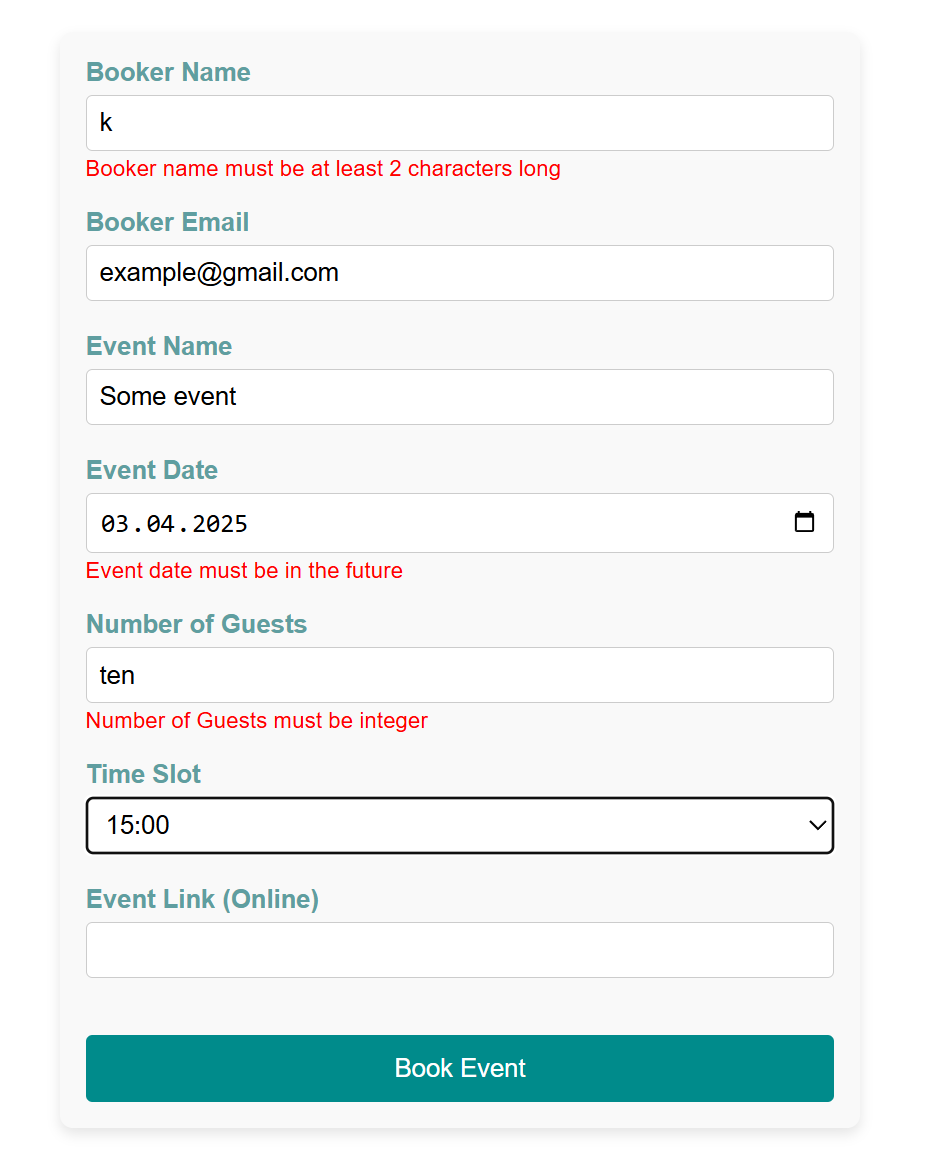 Booker Name
k
Booker name must be at least 2 characters long
Booker Email
example@gmail.com
Event Name
Some event
Event Date
03.04.2025
Event date must be in the future
Number of Guests
ten
Number of Guests must be integer
Time Slot
15:00
Event Link (Online)
Book Event